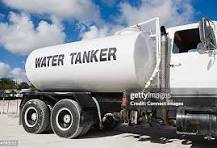 WATER TANKER
gettyimages
Credit: Connect Images